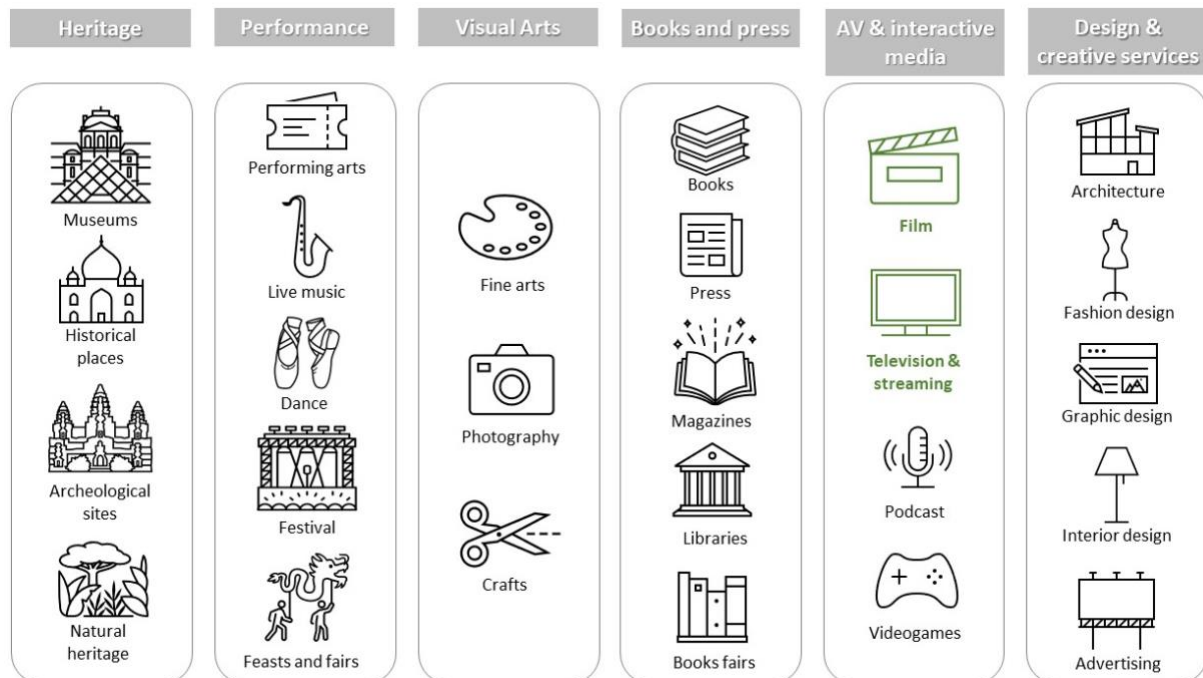 Heritage
Museums
Historical
places
Archeological
sites
Natural
heritage
Performance
Performing arts
Live music
Dance
Festival
Feasts and fairs
Visual Arts
Fine arts
Photography
Crafts
Books and press
Books
Press
Magazines
Libraries
Books fairs
AV & interactive
media
Film
Television &
streaming
Podcast
Videogames
Design &
creative services
Architecture
Fashion design
Graphic design
Interior design
Advertising